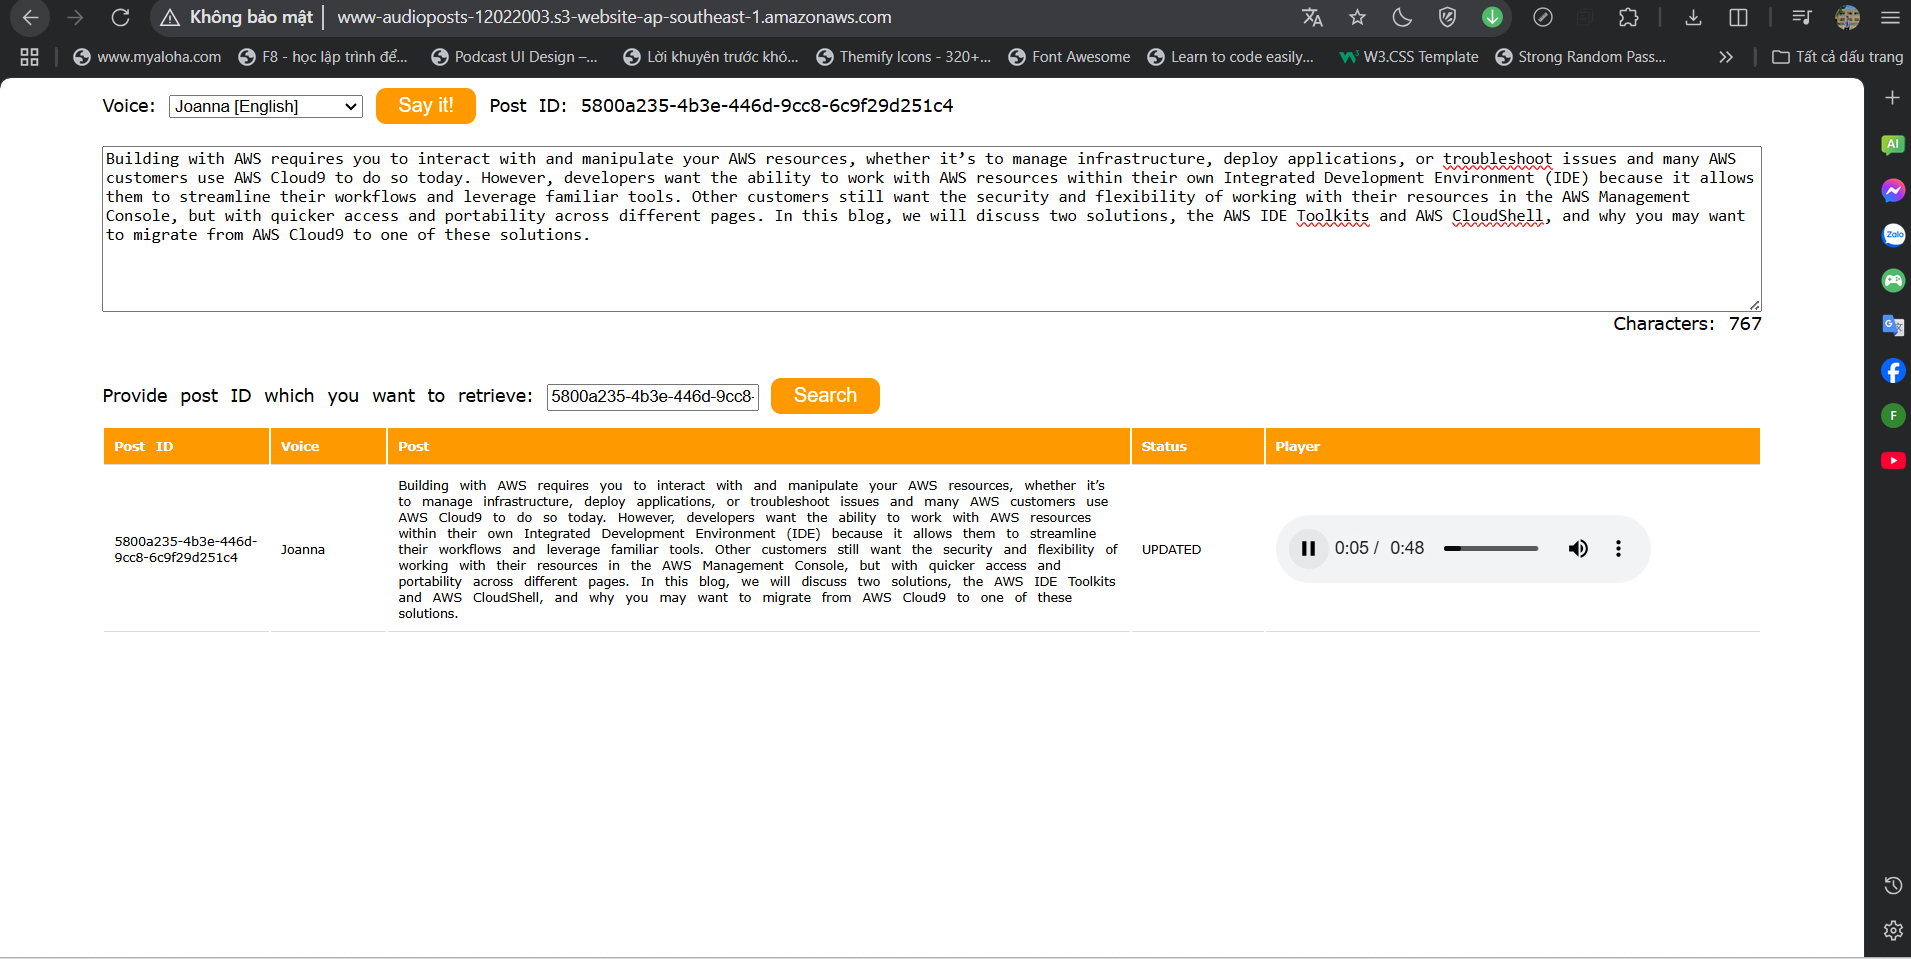 Không bảo mật www-audioposts-12022003.s3-website-ap-southeast-1.amazonaws.com
www.myaloha.com F8 - học lập trình để... Podcast UI Design –... Lời khuyên trước khó... Themify Icons - 320+... Font Awesome Learn to code easily... W3.CSS Template Strong Random Pass... Tất cả dấu trang
Voice: Joanna [English] Say it! Post ID: 5800a235-4b3e-446d-9cc8-6c9f29d251c4
Building with AWS requires you to interact with and manipulate your AWS resources, whether it’s to manage infrastructure, deploy applications, or troubleshoot issues and many AWS
customers use AWS Cloud9 to do so today. However, developers want the ability to work with AWS resources within their own Integrated Development Environment (IDE) because it allows
them to streamline their workflows and leverage familiar tools. Other customers still want the security and flexibility of working with their resources in the AWS Management
Console, but with quicker access and portability across different pages. In this blog, we will discuss two solutions, the AWS IDE Toolkits and AWS CloudShell, and why you may want
to migrate from AWS Cloud9 to one of these solutions.
Characters: 767
Provide post ID which you want to retrieve: 5800a235-4b3e-446d-9cc8- Search
Post ID Voice Post Status Player
5800a235-4b3e-446d-
9cc8-6c9f29d251c4
Joanna
Building with AWS requires you to interact with and manipulate your AWS resources, whether it’s
to manage infrastructure, deploy applications, or troubleshoot issues and many AWS customers use
AWS Cloud9 to do so today. However, developers want the ability to work with AWS resources
within their own Integrated Development Environment (IDE) because it allows them to streamline
their workflows and leverage familiar tools. Other customers still want the security and flexibility of
working with their resources in the AWS Management Console, but with quicker access and
portability across different pages. In this blog, we will discuss two solutions, the AWS IDE Toolkits
and AWS CloudShell, and why you may want to migrate from AWS Cloud9 to one of these
solutions.
UPDATED
0:05 / 0:48
AI
Zalo
G
F